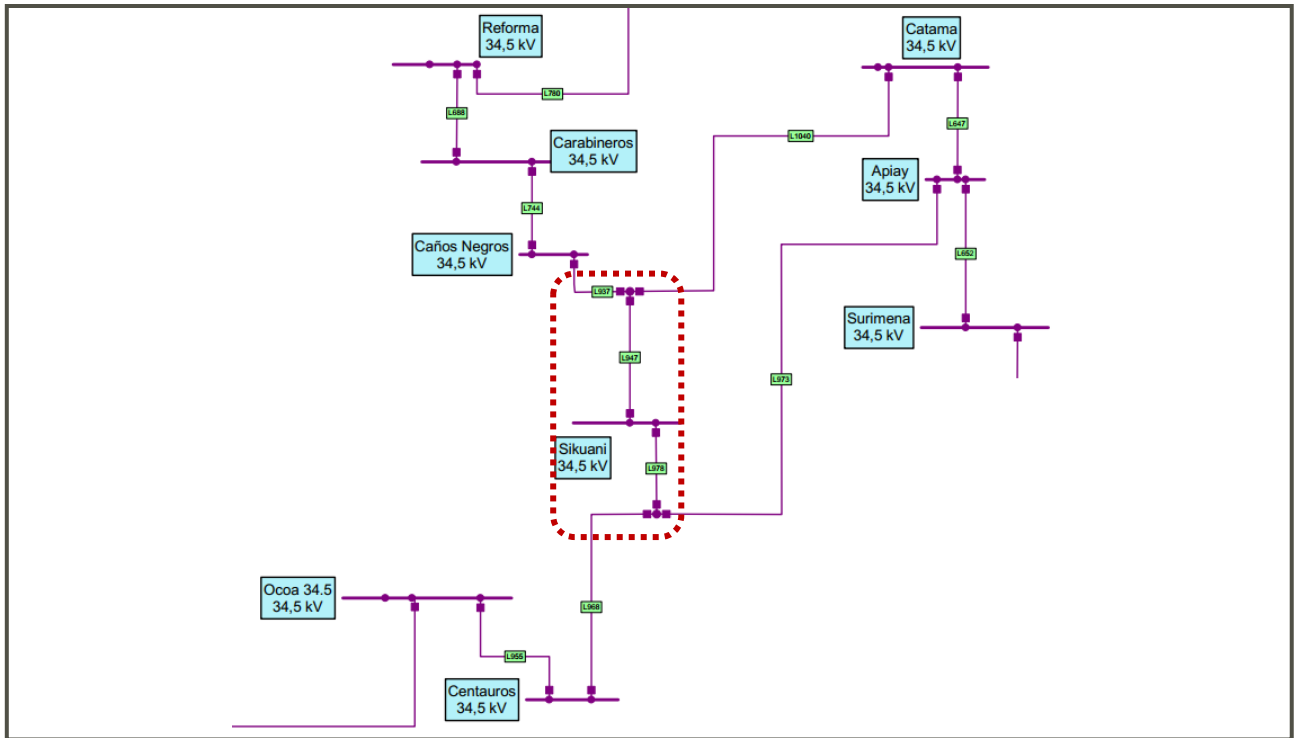 Reforma
34,5 kV
Catama
34,5 kV
L780
L688
L1040
L647
Carabineros
34,5 kV
Apiay
34,5 kV
L744
Caños Negros
34,5 kV
L652
L937
Surimena
34,5 kV
L947
L973
Sikuani
34,5 kV
L978
Ocoa 34.5
34,5 kV
L968
L955
Centauros
34,5 kV